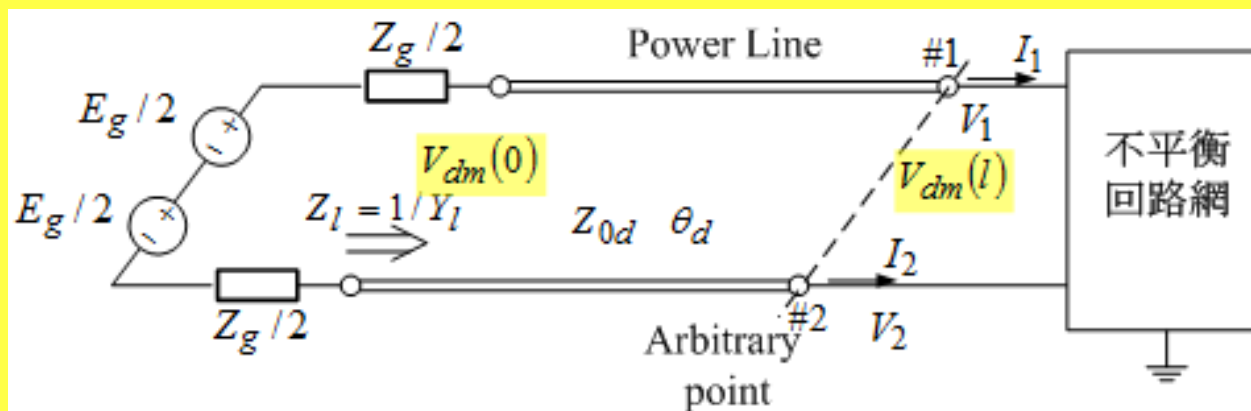 Z_g /2
Power Line
#1
I_1
E_g /2
V_1
V_dm(0)
V_dm(l)
不平衡
回路網
E_g /2
Z_l = 1/Y_l
Z_0d θ_d
I_2
Z_g /2
#2
V_2
Arbitrary
point